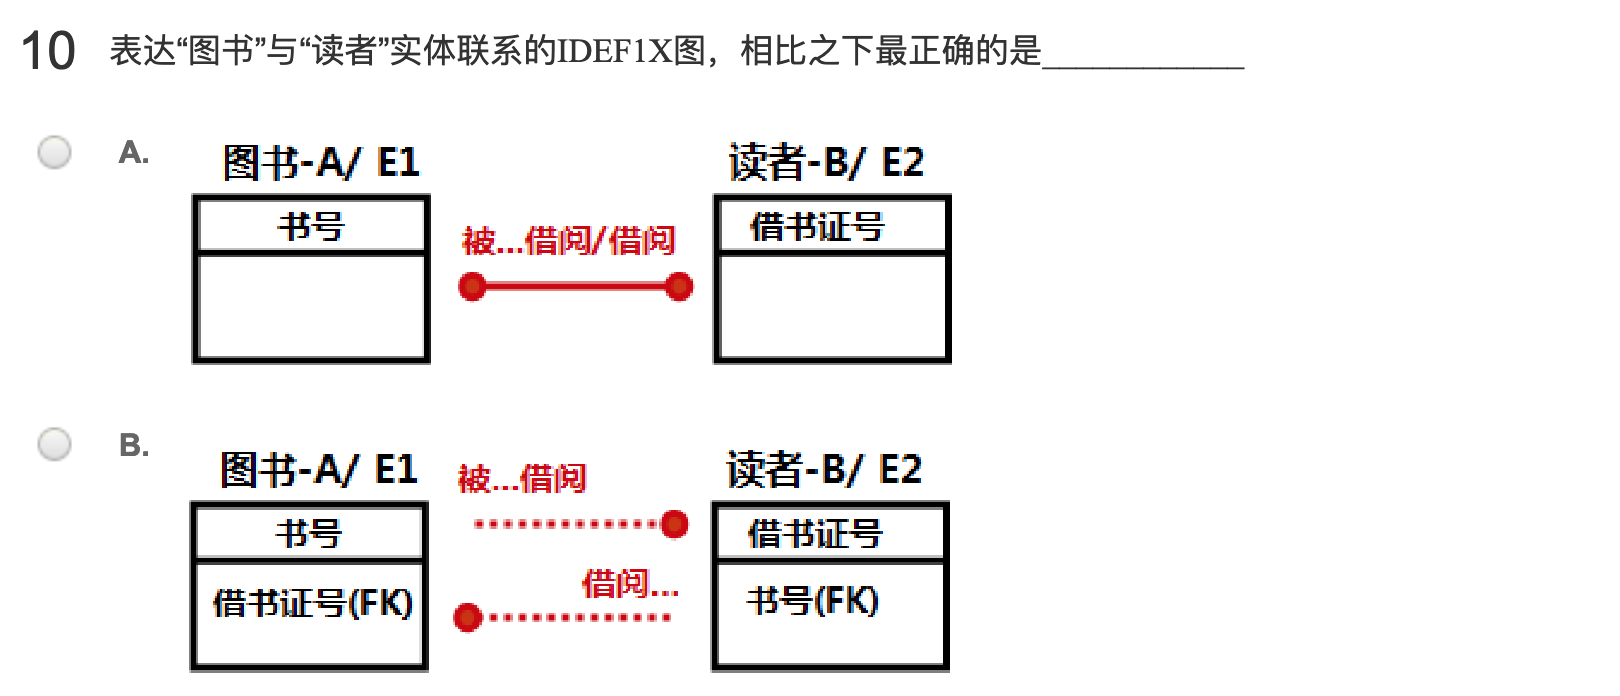 10 表达“图书”与“读者”实体联系的IDEF1X图，相比之下最正确的是____________
A.
图书-A/ E1 读者-B/ E2
书号 借书证号
被...借阅/借阅
B.
图书-A/ E1 被...借阅 读者-B/ E2
书号 借书证号
借阅...
借书证号(FK) 书号(FK)